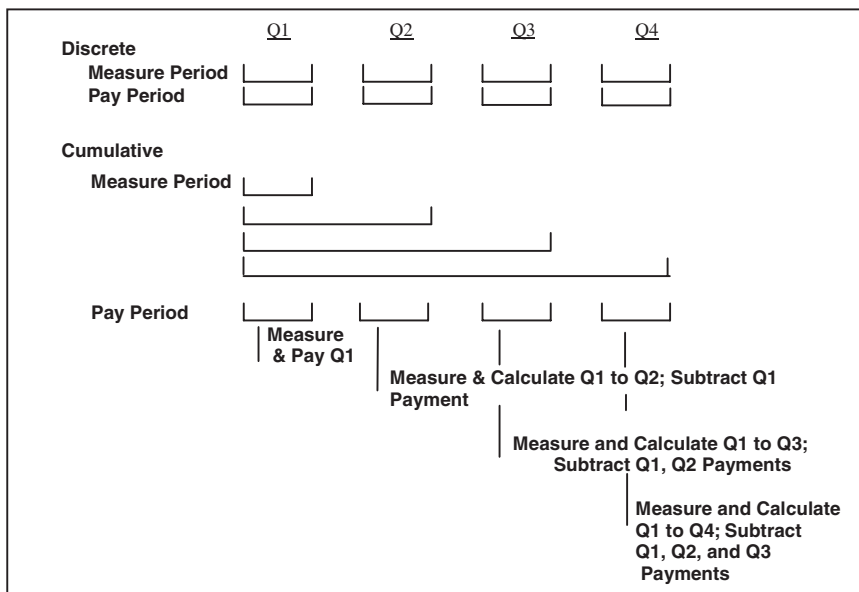 Q1 Q2 Q3 Q4
Discrete
Measure Period
Pay Period
Cumulative
Measure Period
Pay Period
Measure
& Pay Q1
Measure & Calculate Q1 to Q2; Subtract Q1
Payment
Measure and Calculate Q1 to Q3;
Subtract Q1, Q2 Payments
Measure and Calculate
Q1 to Q4; Subtract
Q1, Q2, and Q3
Payments